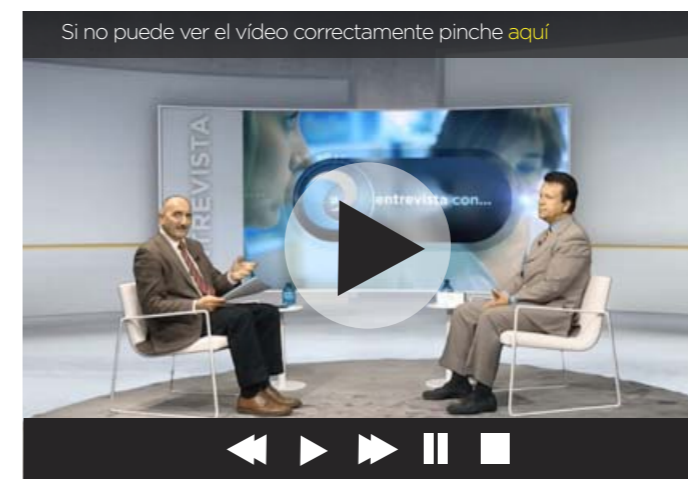 Si no puede ver el vídeo correctamente pinche aquí
ENTREVISTA
entrevista con...